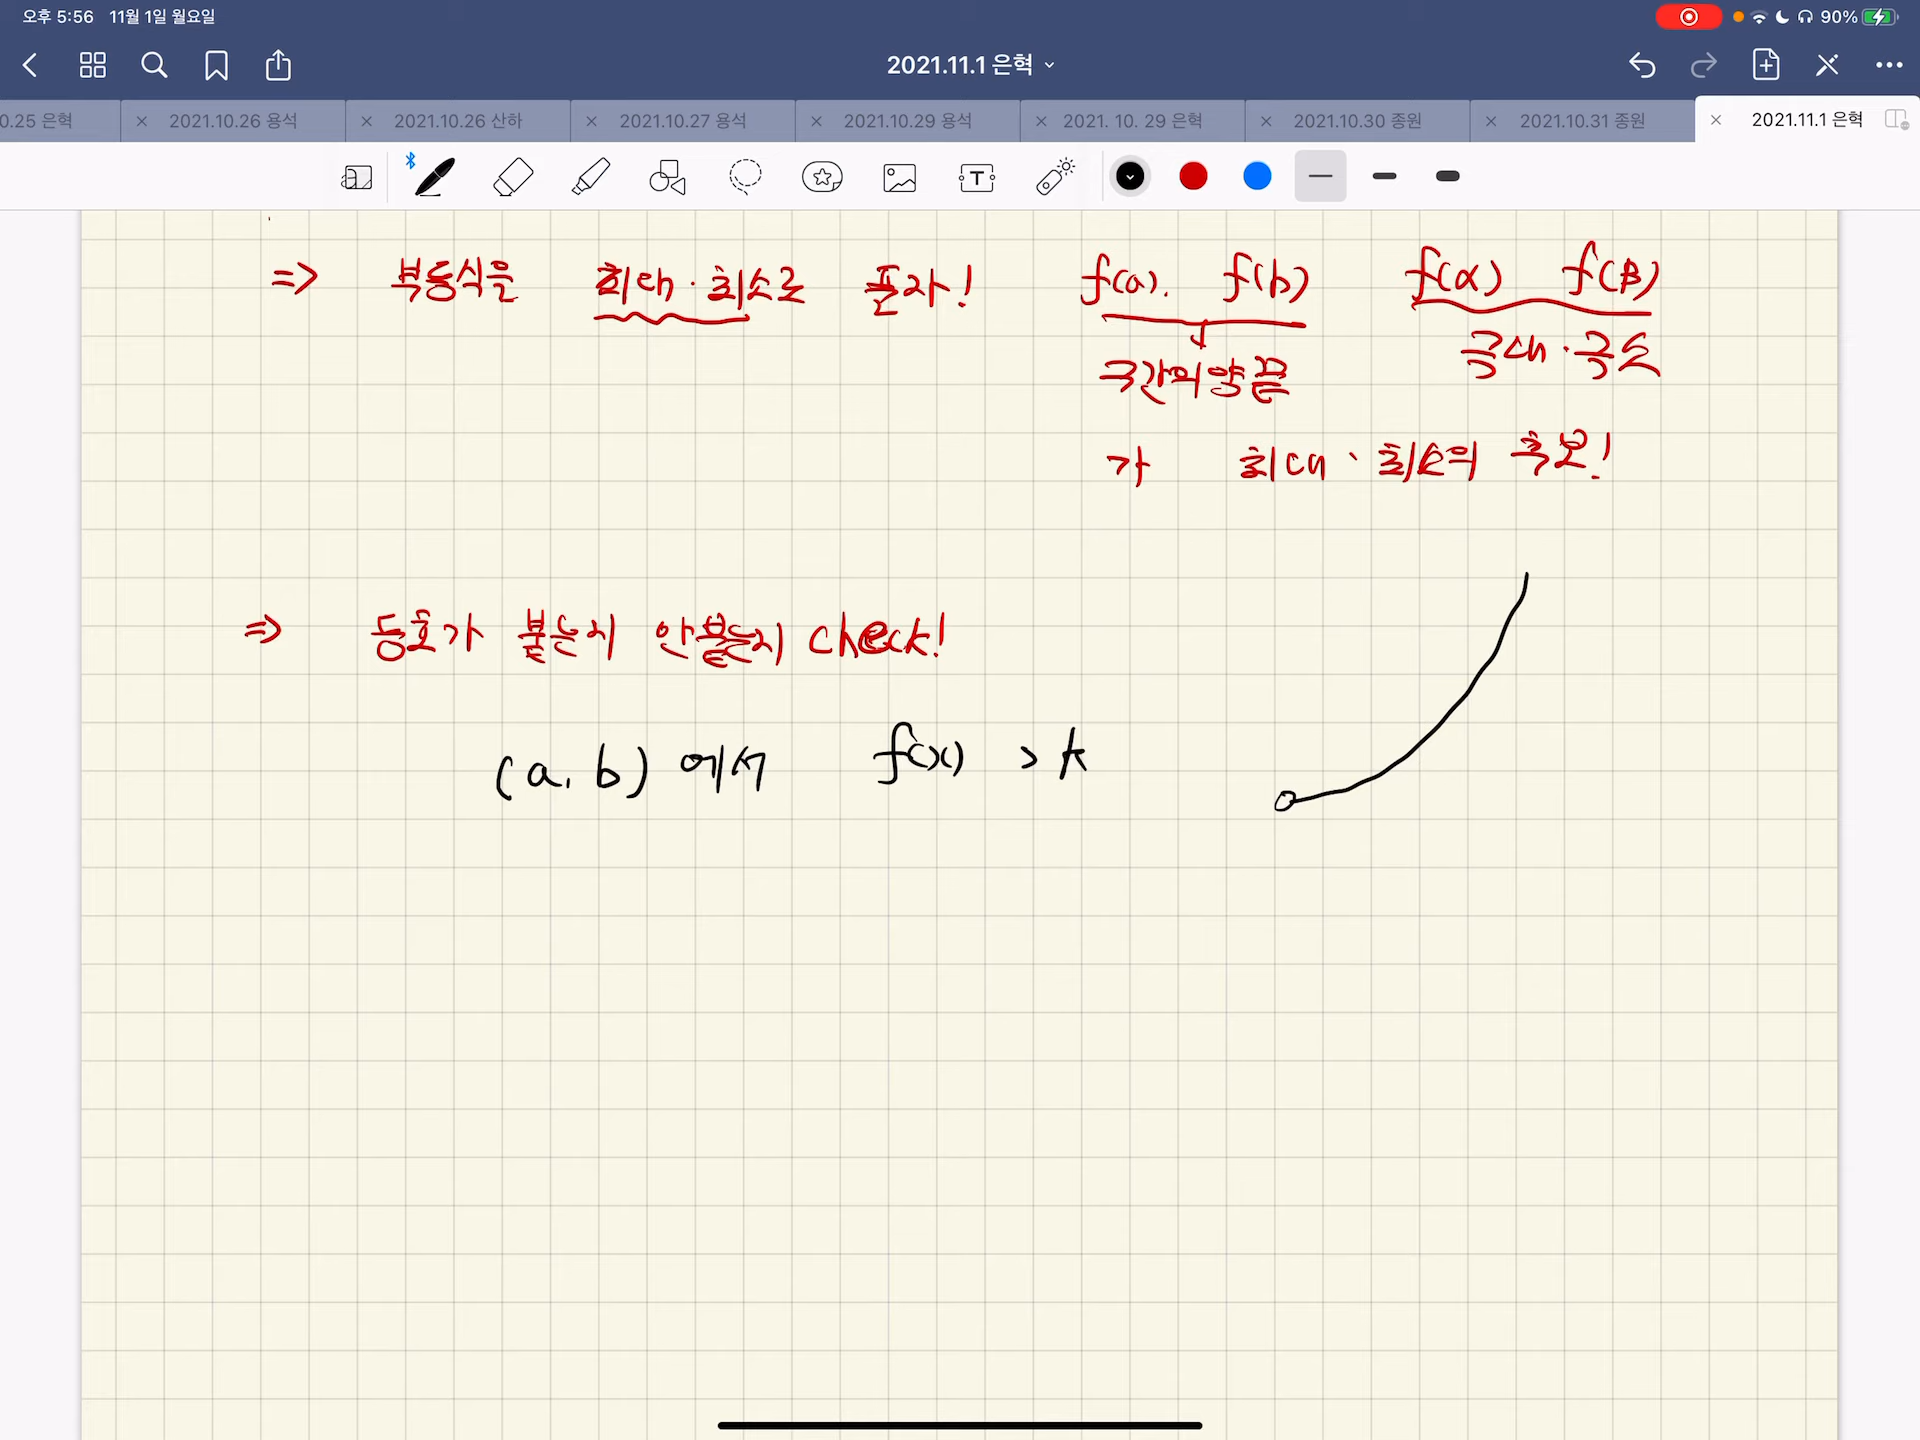 오후 5:56 11월 1일 월요일 90%
2021.11.1 은혁
0.25 은혁 2021.10.26 용석 2021.10.26 산하 2021.10.27 용석 2021.10.29 용석 2021. 10. 29 은혁 2021.10.30 종원 2021.10.31 종원 2021.11.1 은혁
=> 부등식을 최대·최소로 풀자! f(a). f(b) f(α) f(β)
구간의양끝 극대·극소
가 최대·최소의 후보!
=> 등호가 붙는지 안붙는지 check!
(a, b) 에서 f(x) > k